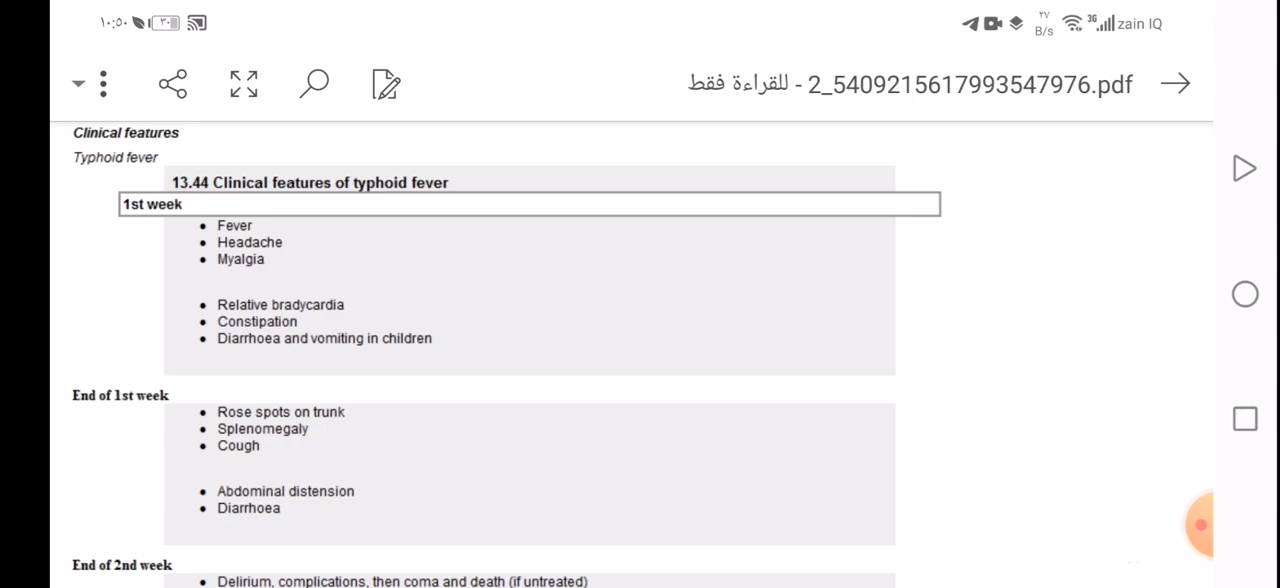 ١٠:٥٠ ٣٠
٢٧ B/s 3G zain IQ
2_5409215617993547976.pdf - للقراءة فقط
Clinical features
Typhoid fever
13.44 Clinical features of typhoid fever
1st week
• Fever
• Headache
• Myalgia
• Relative bradycardia
• Constipation
• Diarrhoea and vomiting in children
End of 1st week
• Rose spots on trunk
• Splenomegaly
• Cough
• Abdominal distension
• Diarrhoea
End of 2nd week
• Delirium, complications, then coma and death (if untreated)